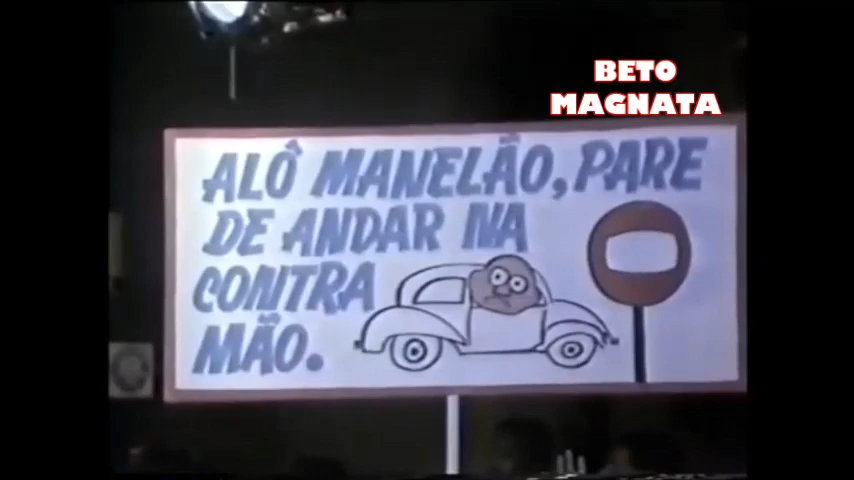 BETO
MAGNATA
ALÔ MANELÃO, PARE
DE ANDAR NA
CONTRA
MÃO.